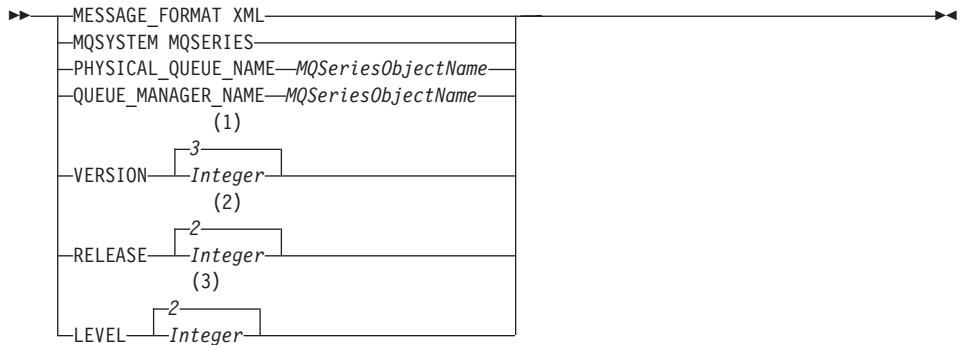 MESSAGE_FORMAT XML
MQSYSTEM MQSERIES
PHYSICAL_QUEUE_NAME MQSeriesObjectName
QUEUE_MANAGER_NAME MQSeriesObjectName
(1)
3
VERSION Integer
(2)
2
RELEASE Integer
(3)
2
LEVEL Integer